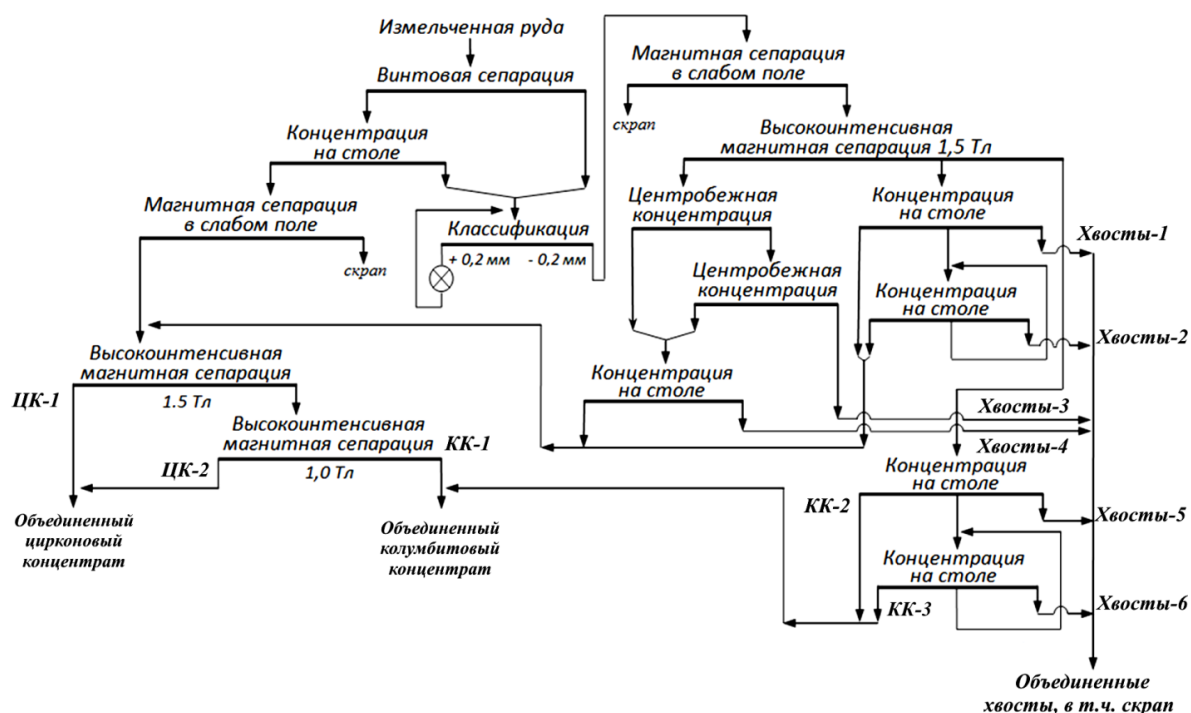 Измельченная руда
Винтовая сепарация
Концентрация
на столе
Магнитная сепарация
в слабом поле
скрап
Классификация
+ 0,2 мм - 0,2 мм
Магнитная сепарация
в слабом поле
скрап
Высокоинтенсивная
магнитная сепарация 1,5 Тл
Центробежная
концентрация
Центробежная
концентрация
Концентрация
на столе
Концентрация
на столе
Хвосты-1
Концентрация
на столе
Хвосты-2
Хвосты-3
Хвосты-4
Высокоинтенсивная
магнитная сепарация
1.5 Тл
ЦК-1
Высокоинтенсивная
магнитная сепарация
1,0 Тл
ЦК-2
КК-1
Объединенный
цирконовый
концентрат
Объединенный
колумбитовый
концентрат
Концентрация
на столе
КК-2
Хвосты-5
Концентрация
на столе
КК-3
Хвосты-6
Объединенные
хвосты, в т.ч. скрап